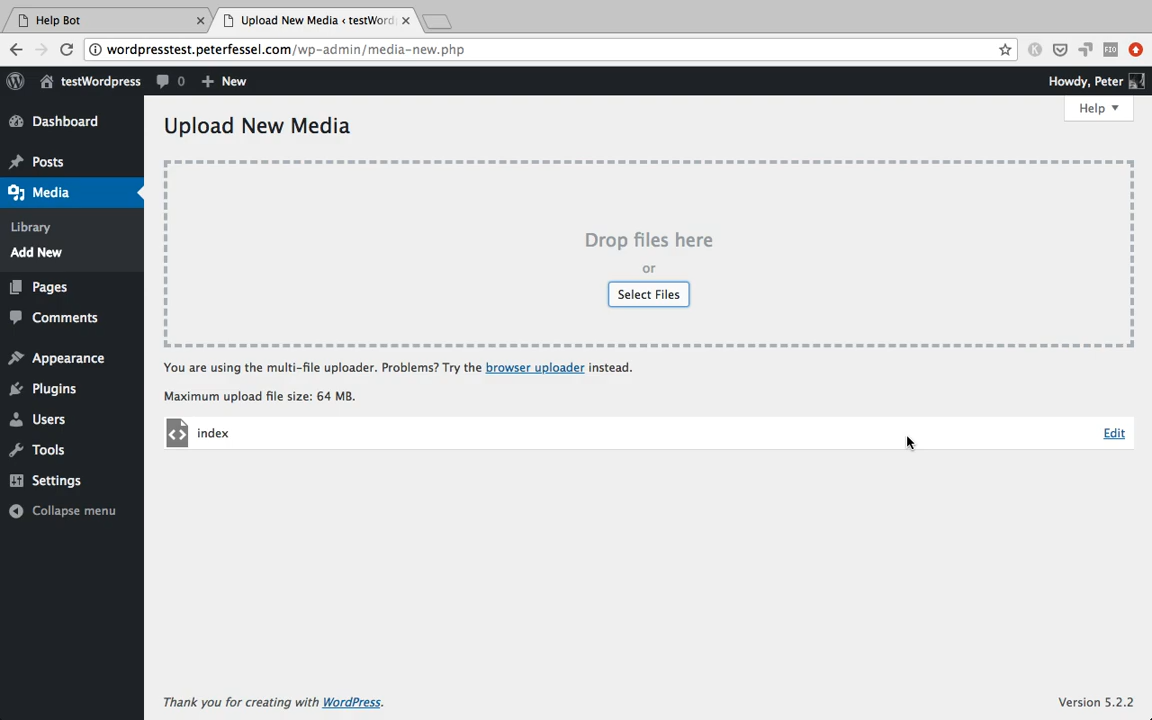 Help Bot
Upload New Media ‹ testWord
wordpresstest.peterfessel.com/wp-admin/media-new.php
FIO
testWordpress 0 New Howdy, Peter
Help
Upload New Media
Dashboard
Posts
Media
Library
Add New
Pages
Comments
Appearance
Plugins
Users
Tools
Settings
Collapse menu
Drop files here
or
Select Files
You are using the multi-file uploader. Problems? Try the browser uploader instead.
Maximum upload file size: 64 MB.
index Edit
Thank you for creating with WordPress. Version 5.2.2